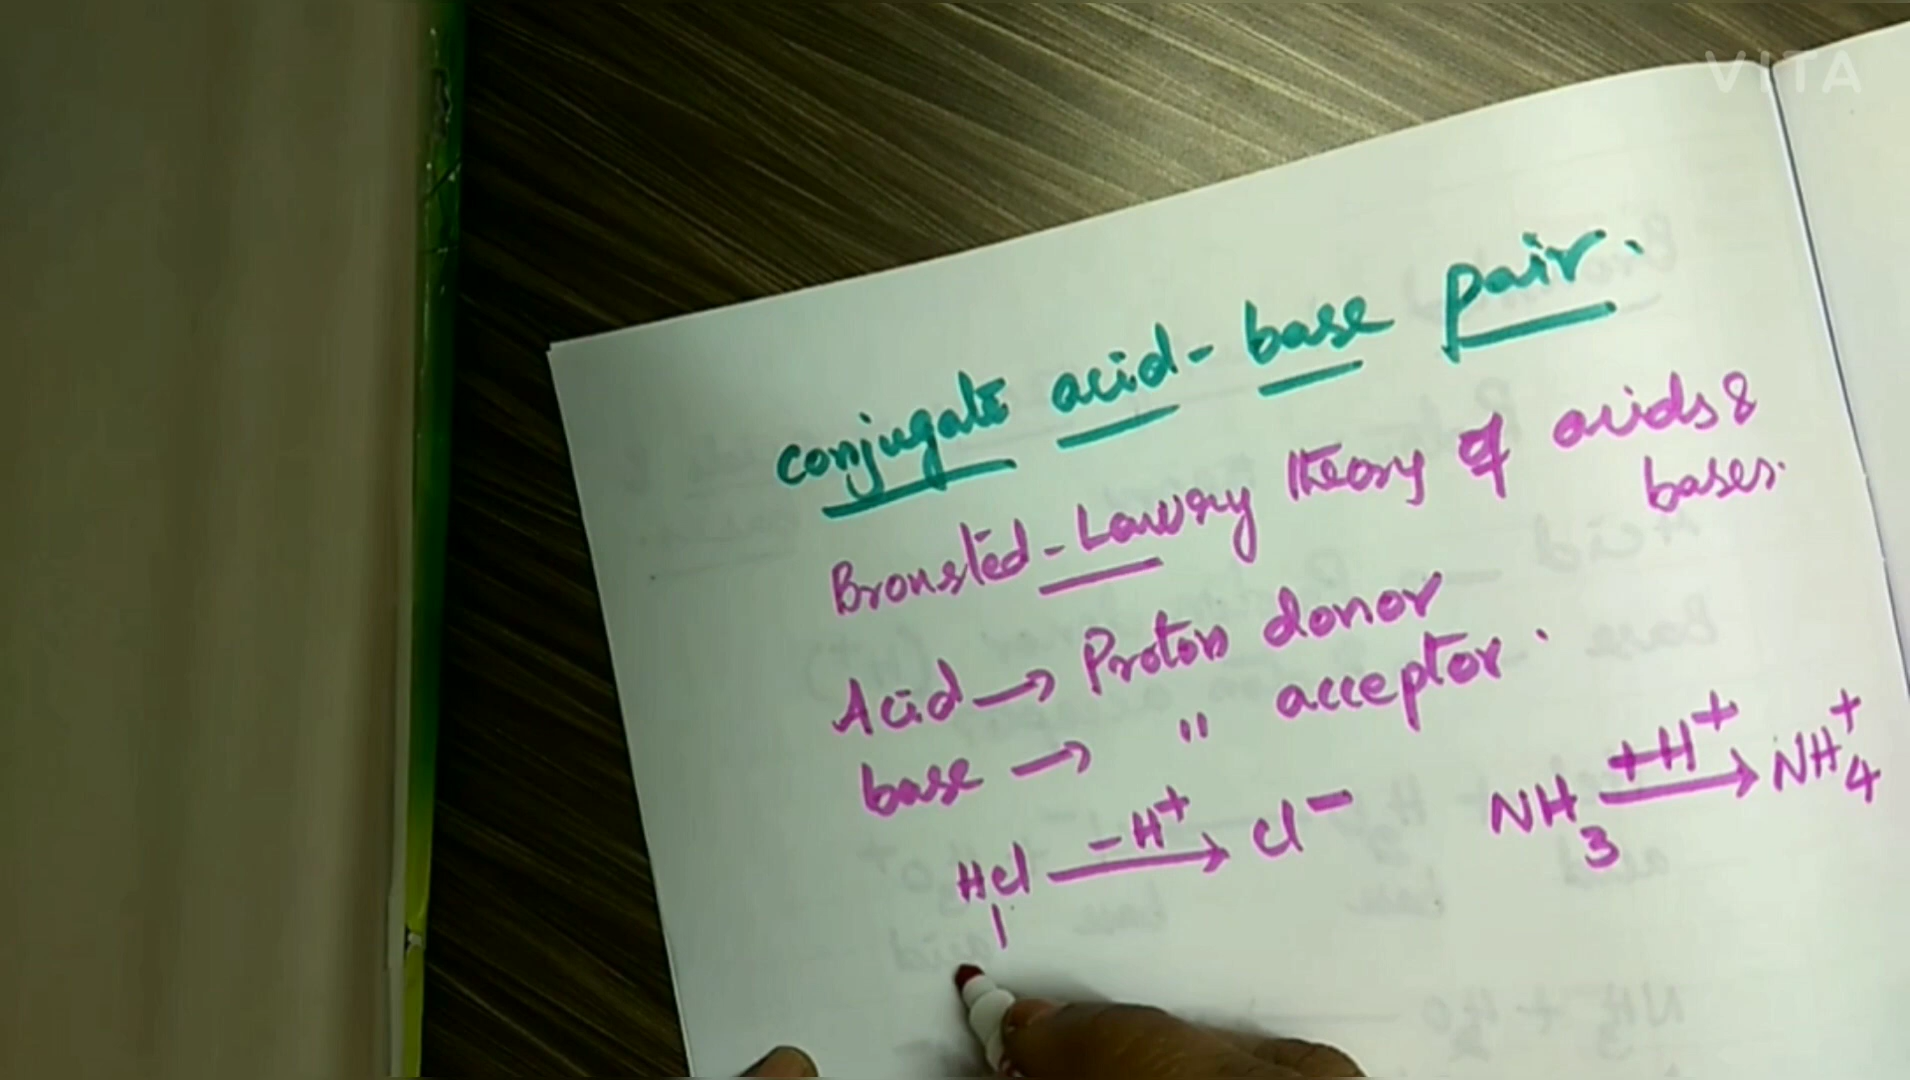 VITA
conjugate acid-base pair.
Bronsted-Lowry theory of acids &
bases.
Acid → Proton donor
base → " acceptor.
HCl —H⁺→ Cl⁻ NH₃ +H⁺→ NH₄⁺